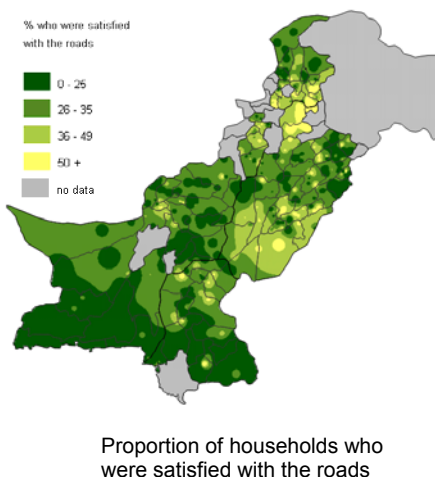 % who were satisfied
with the roads
0 - 25
26 - 35
36 - 49
50 +
no data
Proportion of households who
were satisfied with the roads